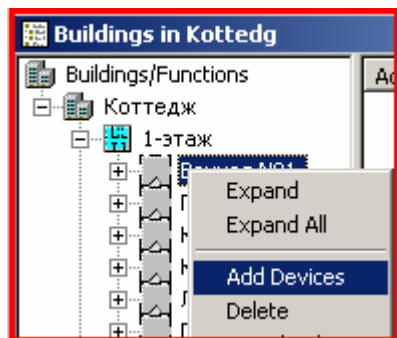 Buildings in Kottedg
Buildings/Functions
Коттедж
1-этаж
Expand
Expand All
Add Devices
Delete